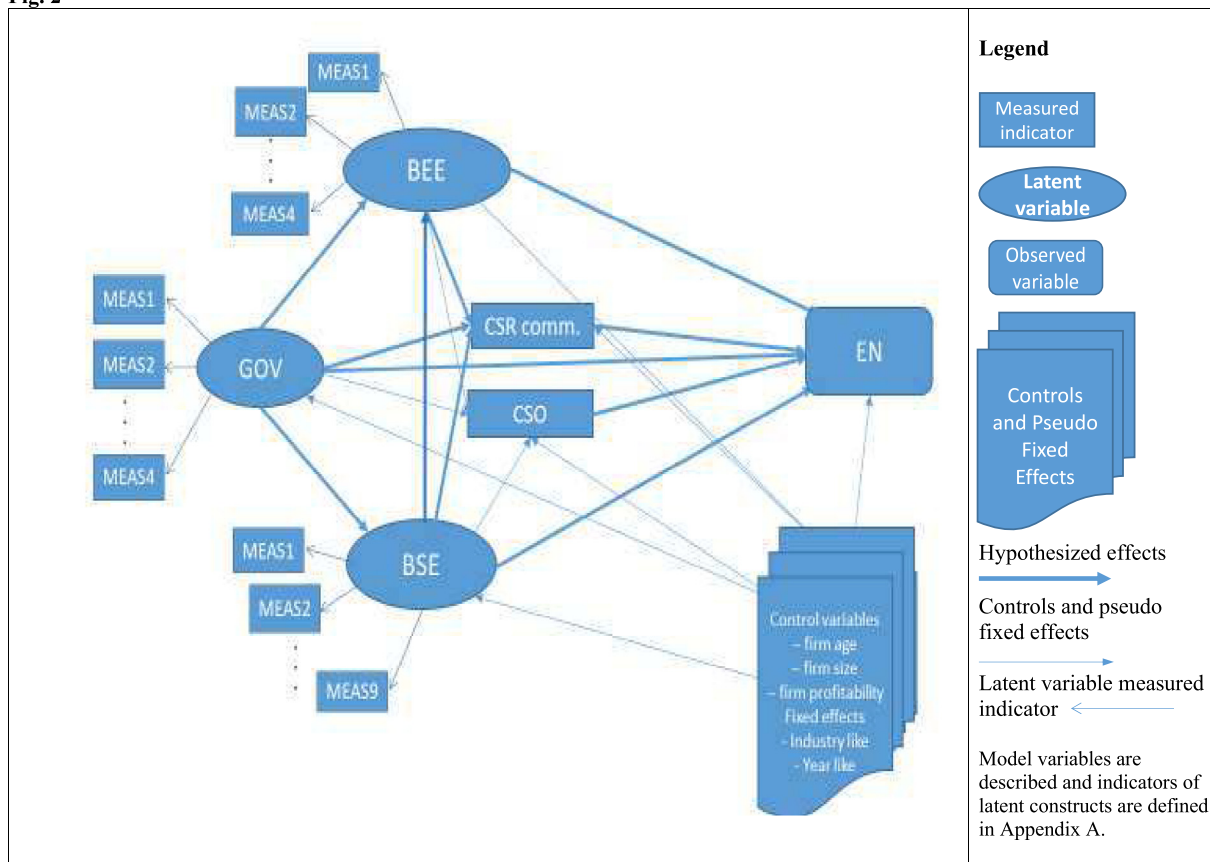 Fig. 2
MEAS1
MEAS2
MEAS4
BEE
MEAS1
MEAS2
MEAS4
GOV
CSR comm.
CSO
EN
MEAS1
MEAS2
MEAS9
BSE
Control variables
– firm age
– firm size
– firm profitability
Fixed effects
- Industry like
- Year like
Legend
Measured
indicator
Latent
variable
Observed
variable
Controls
and Pseudo
Fixed
Effects
Hypothesized effects
Controls and pseudo
fixed effects
Latent variable measured
indicator
Model variables are
described and indicators of
latent constructs are defined
in Appendix A.